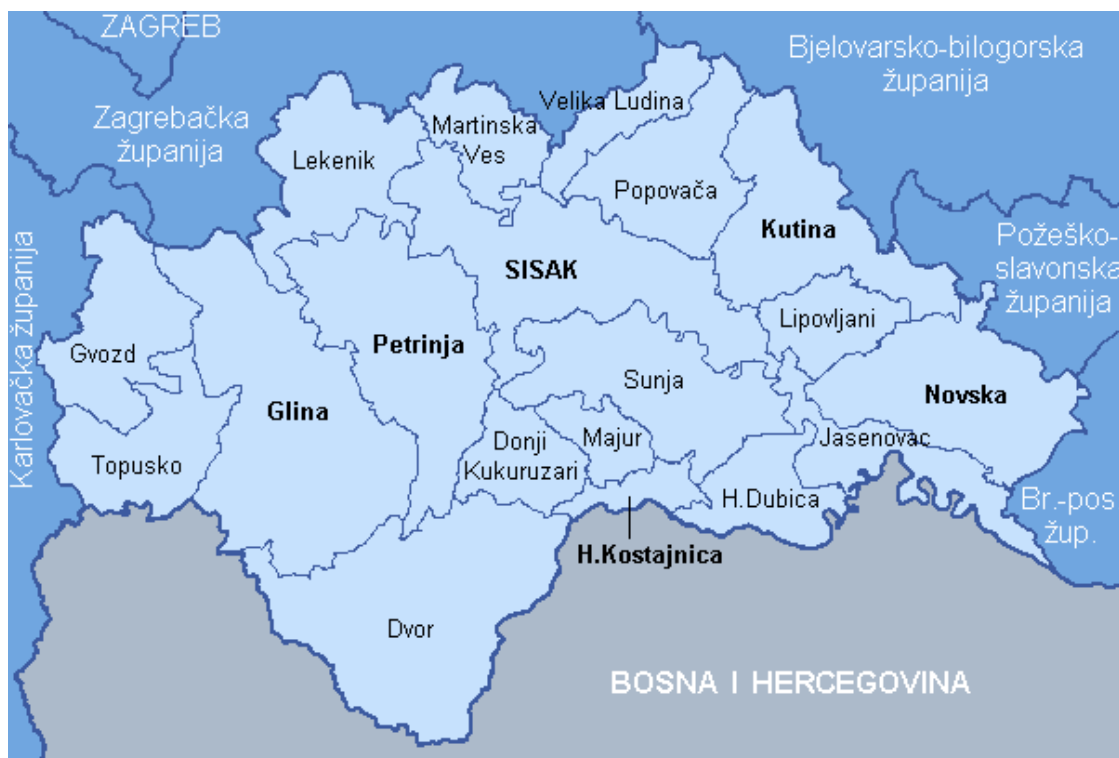 ZAGREB
Bjelovarsko-bilogorska
županija
Velika Ludina
Zagrebačka
županija
Martinska
Ves
Lekenik
Popovača
Kutina
Požeško-
slavonska
županija
SISAK
Karlovačka županija
Lipovljani
Petrinja
Gvozd
Sunja
Novska
Glina
Donji
Kukuruzari
Majur
Jasenovac
Topusko
H.Dubica
Br.-pos.
žup.
H.Kostajnica
Dvor
BOSNA I HERCEGOVINA